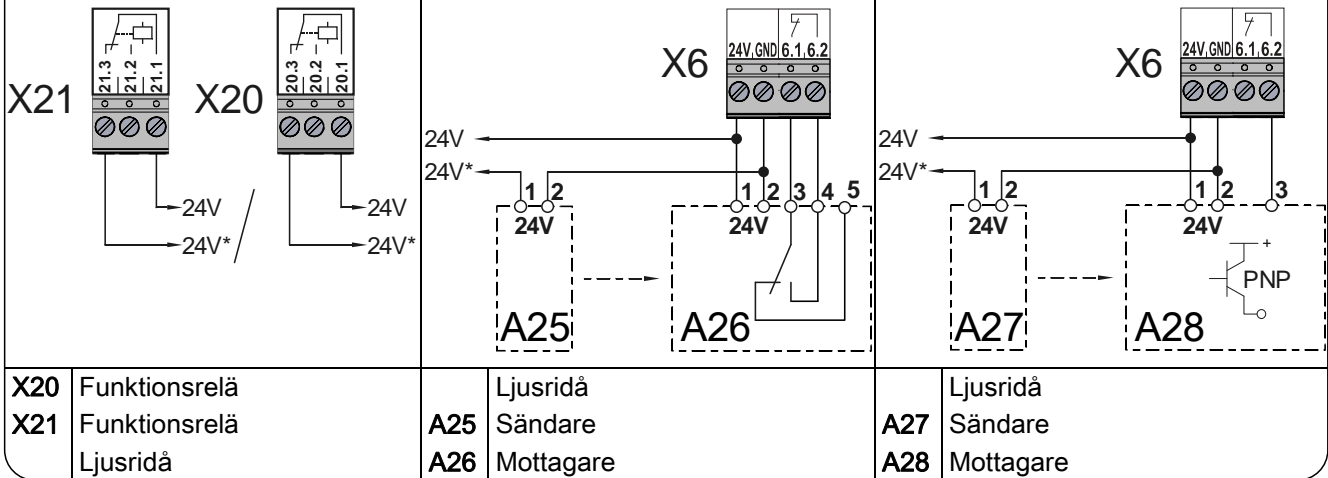 X21
21.3 21.2 21.1
24V
24V*
X20
20.3 20.2 20.1
24V
24V*
X20 Funktionsrelä
X21 Funktionsrelä
Ljusridå
X6
24V GND 6.1 6.2
24V
24V*
1 2
24V
A25
1 2 3 4 5
24V
A26
Ljusridå
A25 Sändare
A26 Mottagare
X6
24V GND 6.1 6.2
24V
24V*
1 2
24V
A27
1 2 3
24V
+
PNP
A28
Ljusridå
A27 Sändare
A28 Mottagare